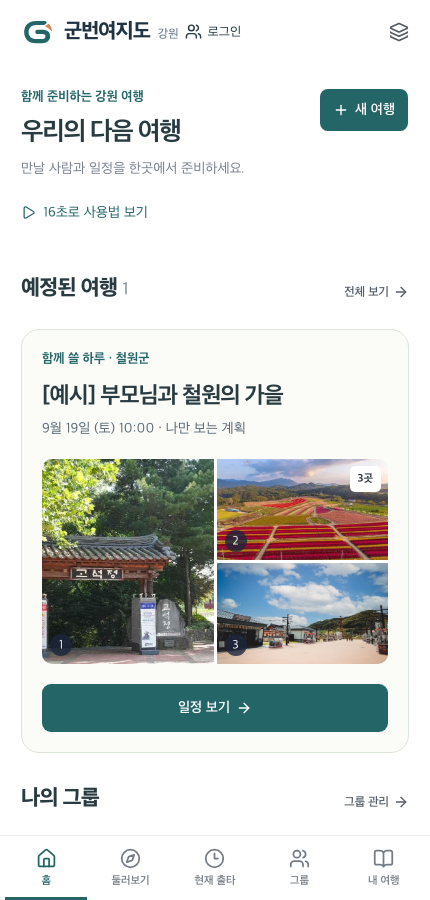 군번여지도 강원 로그인
함께 준비하는 강원 여행
우리의 다음 여행
+ 새 여행
만날 사람과 일정을 한곳에서 준비하세요.
16초로 사용법 보기
예정된 여행 1
전체 보기 →
함께 쓸 하루 · 철원군
[예시] 부모님과 철원의 가을
9월 19일 (토) 10:00 · 나만 보는 계획
3곳
고석정
고석정
1
2
3
일정 보기 →
나의 그룹
그룹 관리 →
홈
둘러보기
현재 출타
그룹
내 여행